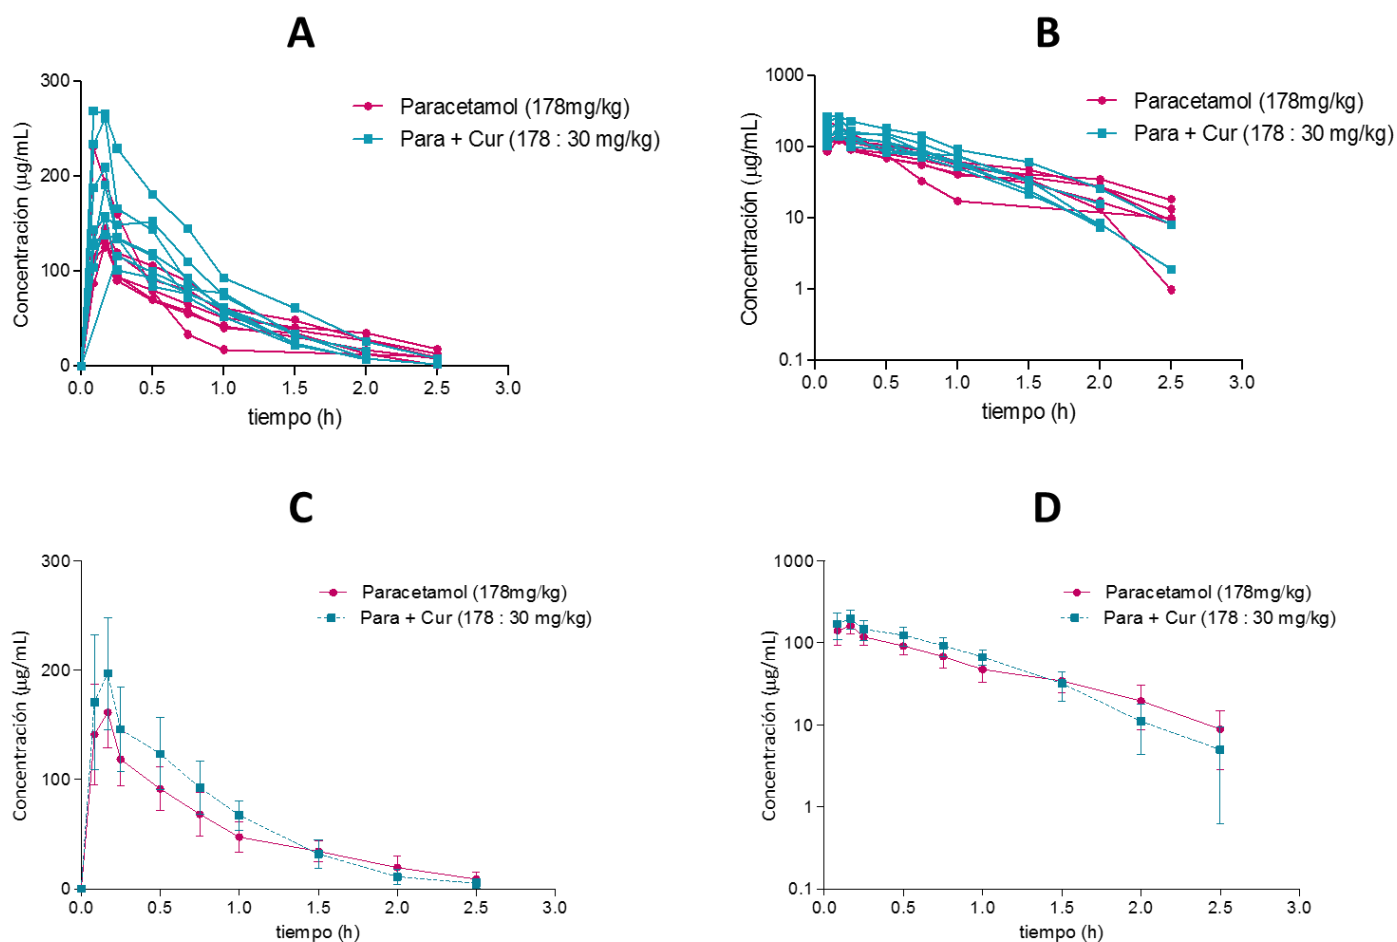 A
300
200
100
0
0.0 0.5 1.0 1.5 2.0 2.5 3.0
Concentración (μg/mL)
tiempo (h)
Paracetamol (178mg/kg)
Para + Cur (178 : 30 mg/kg)
B
1000
100
10
1
0.1
0.0 0.5 1.0 1.5 2.0 2.5 3.0
Concentración (μg/mL)
tiempo (h)
Paracetamol (178mg/kg)
Para + Cur (178 : 30 mg/kg)
C
300
200
100
0
0.0 0.5 1.0 1.5 2.0 2.5 3.0
Concentración (μg/mL)
tiempo (h)
Paracetamol (178mg/kg)
Para + Cur (178 : 30 mg/kg)
D
1000
100
10
1
0.1
0.0 0.5 1.0 1.5 2.0 2.5 3.0
Concentración (μg/mL)
tiempo (h)
Paracetamol (178mg/kg)
Para + Cur (178 : 30 mg/kg)